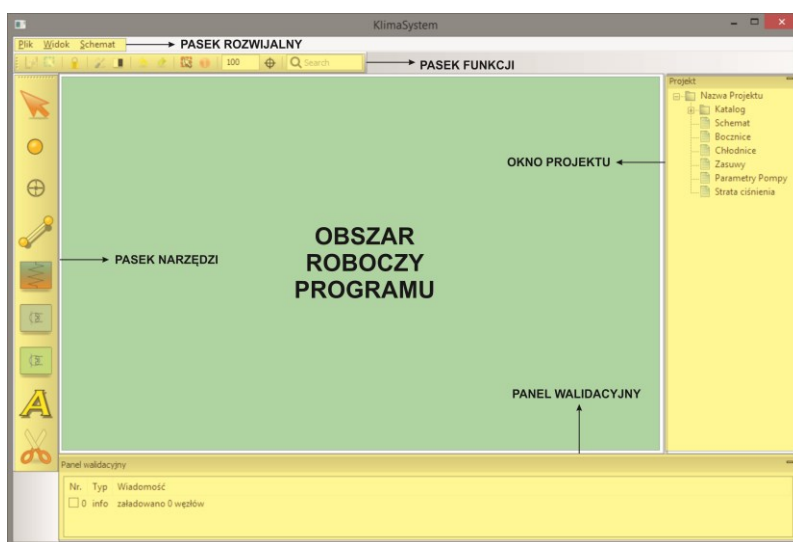 KlimaSystem
Plik Widok Schemat
PASEK ROZWIJALNY
100
Search
PASEK FUNKCJI
Projekt
Nazwa Projektu
Katalog
Schemat
Bocznice
Chłodnice
Zasuwy
Parametry Pompy
Strata ciśnienia
OKNO PROJEKTU
OBSZAR
ROBOCZY
PROGRAMU
PASEK NARZĘDZI
A
PANEL WALIDACYJNY
Panel walidacyjny
Nr. Typ Wiadomość
0 info załadowano 0 węzłów